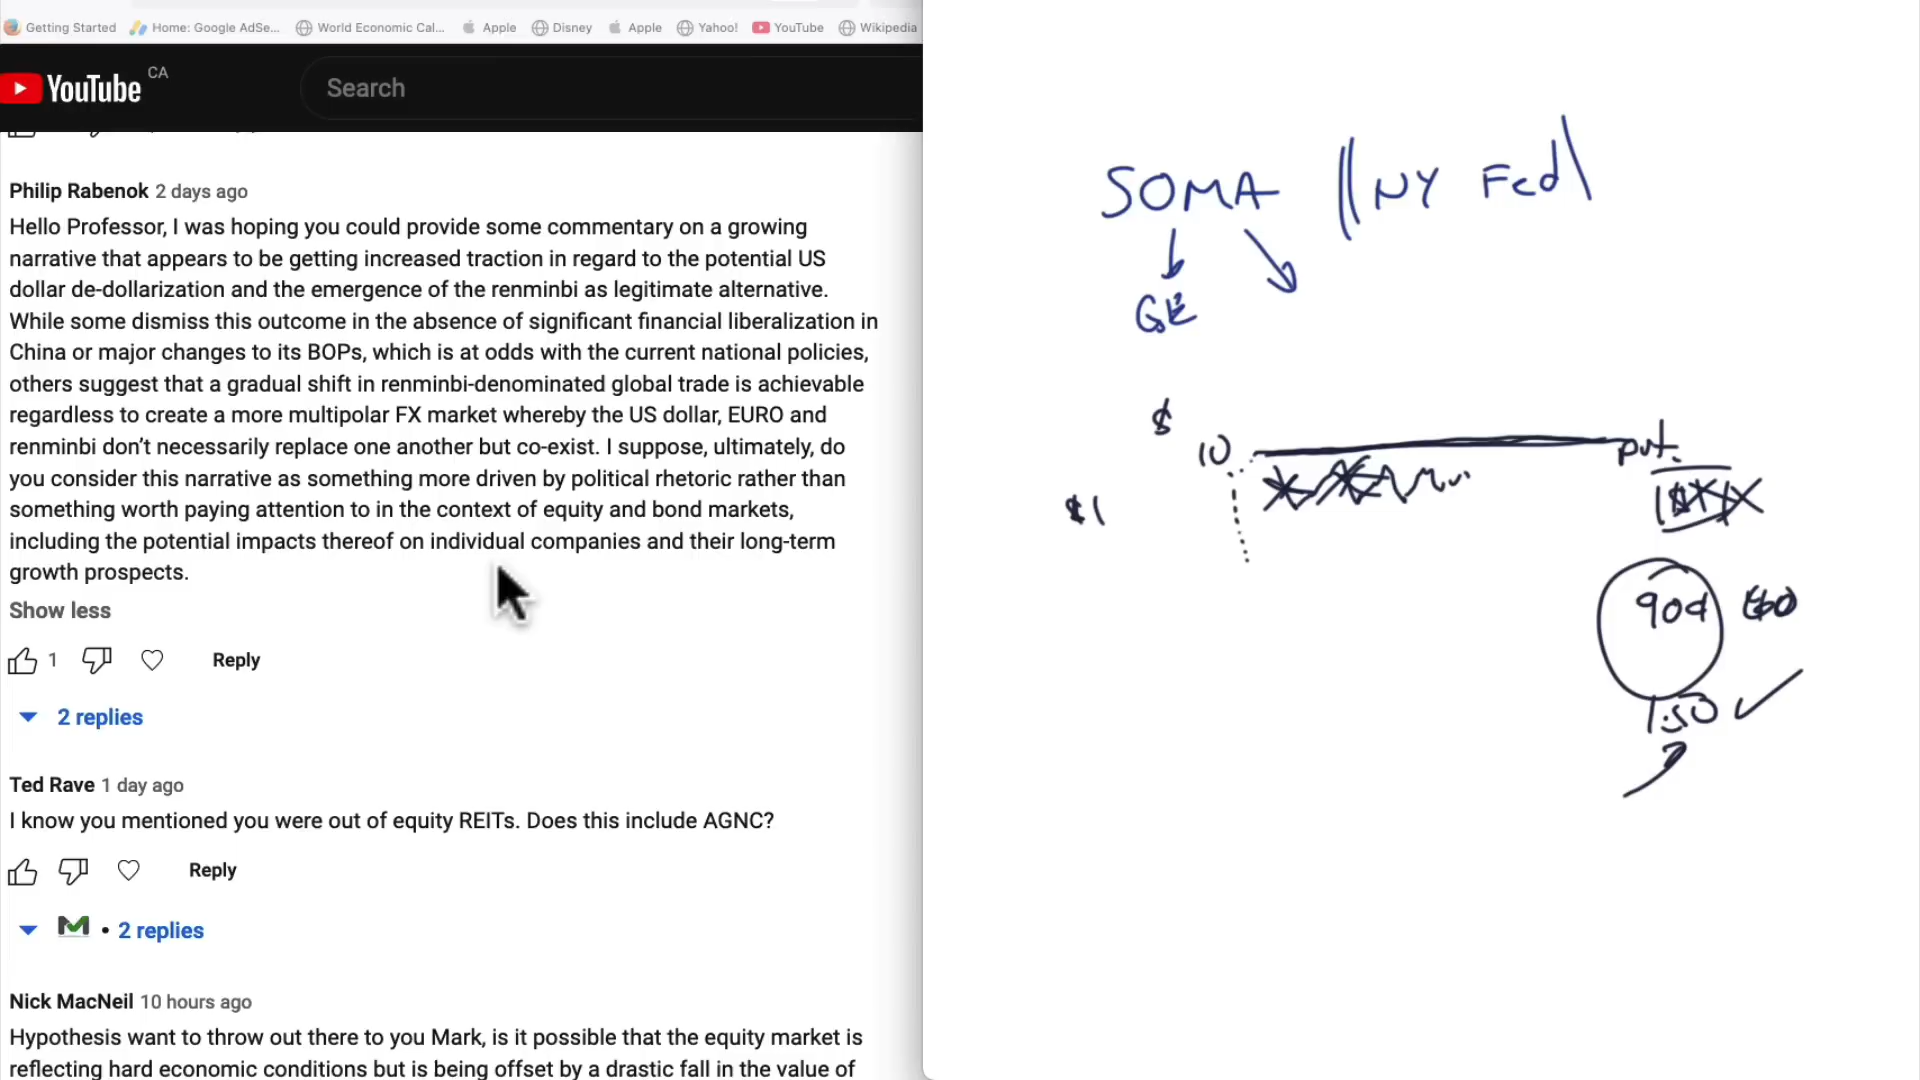 Getting Started
Home: Google AdSe...
World Economic Cal...
Apple
Disney
Apple
Yahoo!
YouTube
Wikipedia
YouTube CA
Search
Philip Rabenok 2 days ago
Hello Professor, I was hoping you could provide some commentary on a growing
narrative that appears to be getting increased traction in regard to the potential US
dollar de-dollarization and the emergence of the renminbi as legitimate alternative.
While some dismiss this outcome in the absence of significant financial liberalization in
China or major changes to its BOPs, which is at odds with the current national policies,
others suggest that a gradual shift in renminbi-denominated global trade is achievable
regardless to create a more multipolar FX market whereby the US dollar, EURO and
renminbi don't necessarily replace one another but co-exist. I suppose, ultimately, do
you consider this narrative as something more driven by political rhetoric rather than
something worth paying attention to in the context of equity and bond markets,
including the potential impacts thereof on individual companies and their long-term
growth prospects.
Show less
1
Reply
2 replies
Ted Rave 1 day ago
I know you mentioned you were out of equity REITs. Does this include AGNC?
Reply
M • 2 replies
Nick MacNeil 10 hours ago
Hypothesis want to throw out there to you Mark, is it possible that the equity market is
reflecting hard economic conditions but is being offset by a drastic fall in the value of
SOMA NY Fed
$
10
put.
$1
90d
1.50